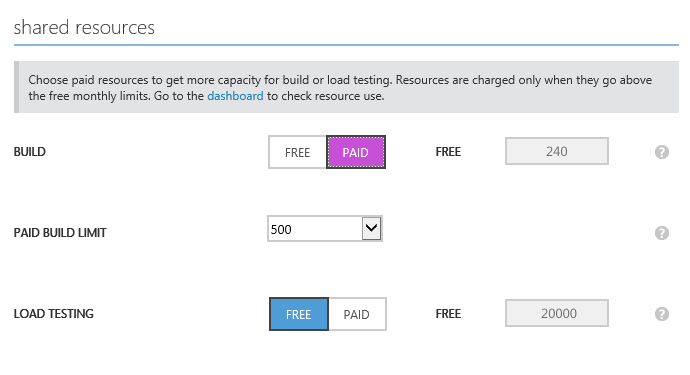 shared resources
Choose paid resources to get more capacity for build or load testing. Resources are charged only when they go above
the free monthly limits. Go to the dashboard to check resource use.
BUILD FREE PAID FREE 240 ?
PAID BUILD LIMIT 500 ?
LOAD TESTING FREE PAID FREE 20000 ?